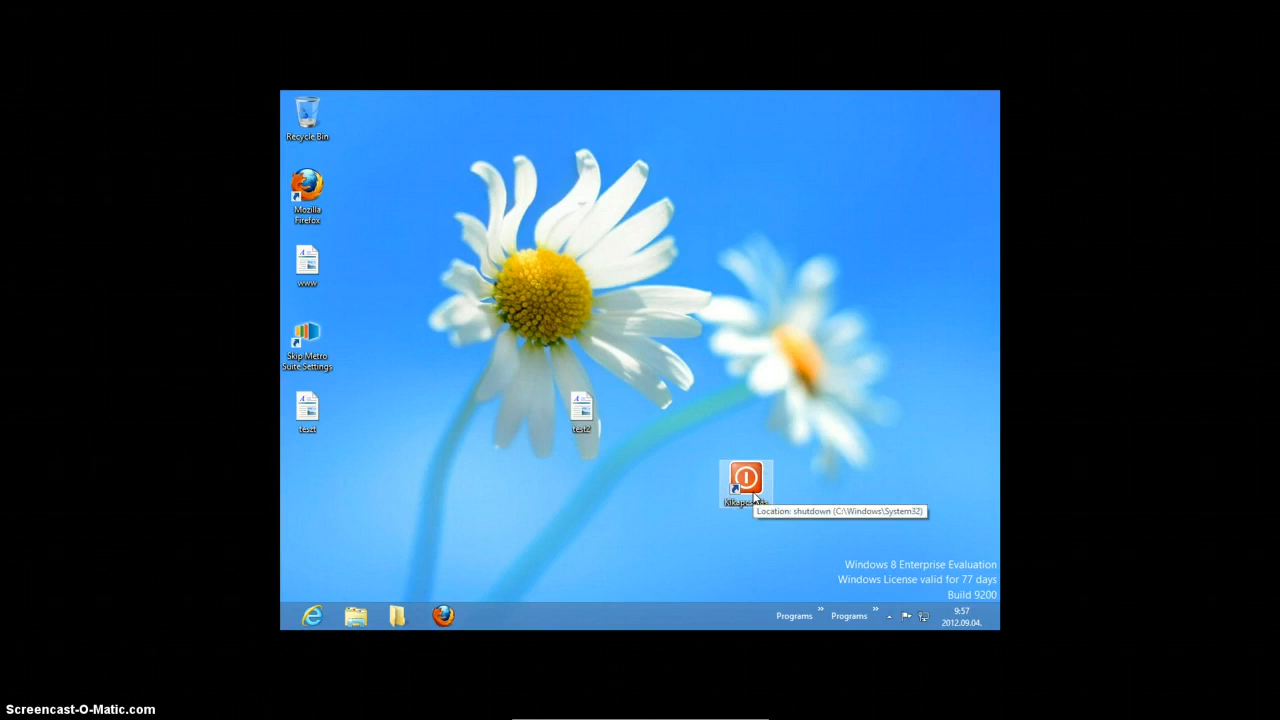 Recycle Bin
Mozilla
Firefox
www
Skip Metro
Suite Settings
teszt
test2
Location: shutdown (C:\Windows\System32)
Windows 8 Enterprise Evaluation
Windows License valid for 77 days
Build 9200
Programs
Programs
9:57
2012.09.04.
Screencast-O-Matic.com